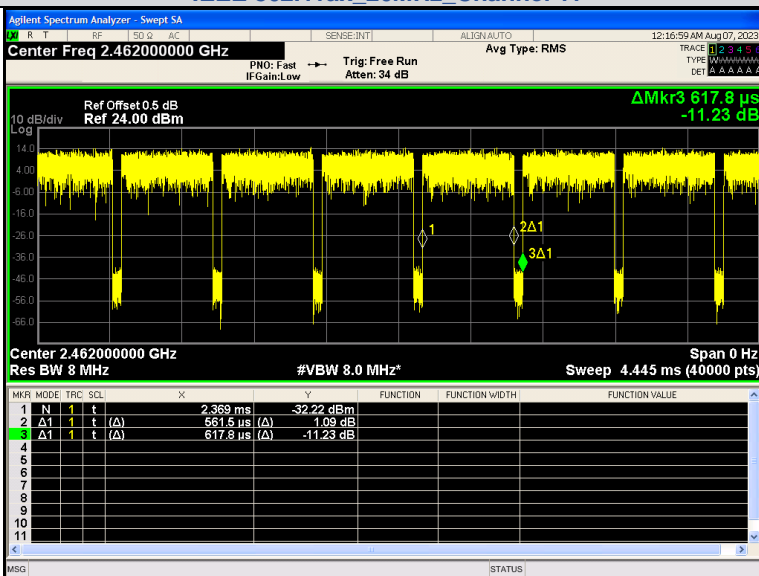 Agilent Spectrum Analyzer - Swept SA
R T RF 50 Ω AC SENSE:INT ALIGN AUTO 12:16:59 AM Aug 07, 2023
Center Freq 2.462000000 GHz Avg Type: RMS TRACE 1 2 3 4 5 6
PNO: Fast Trig: Free Run TYPE W
IFGain:Low Atten: 34 dB DET A A A A A
ΔMkr3 617.8 µs
Ref Offset 0.5 dB
10 dB/div Ref 24.00 dBm -11.23 dB
Log
14.0
4.00
-6.00
-16.0
1 2Δ1
-26.0
3Δ1
-36.0
-46.0
-56.0
-66.0
Center 2.462000000 GHz Span 0 Hz
Res BW 8 MHz #VBW 8.0 MHz* Sweep 4.445 ms (40000 pts)
MKR MODE TRC SCL X Y FUNCTION FUNCTION WIDTH FUNCTION VALUE
1 N 1 t 2.369 ms -32.22 dBm
2 Δ1 1 t (Δ) 561.5 µs (Δ) 1.09 dB
3 Δ1 1 t (Δ) 617.8 µs (Δ) -11.23 dB
4
5
6
7
8
9
10
11
MSG STATUS